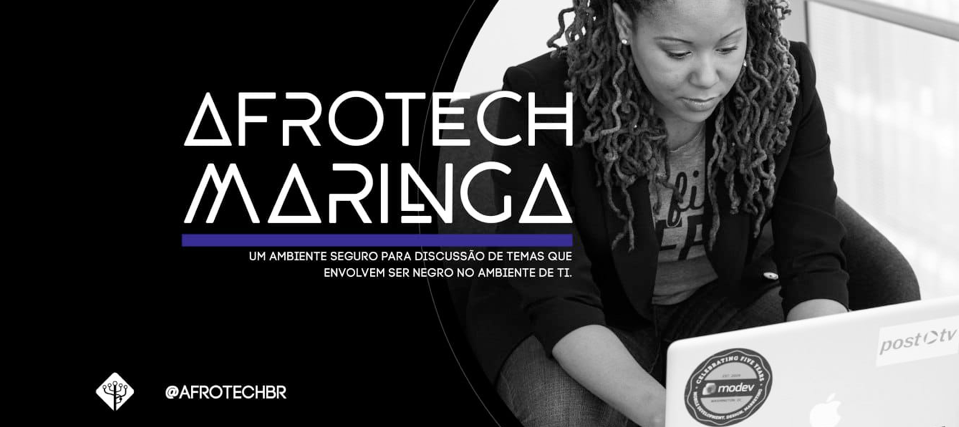 AFROTECH
MARINGA
UM AMBIENTE SEGURO PARA DISCUSSÃO DE TEMAS QUE
ENVOLVEM SER NEGRO NO AMBIENTE DE TI.
@AFROTECHBR
post tv
CELEBRATING FIVE YEARS
modev